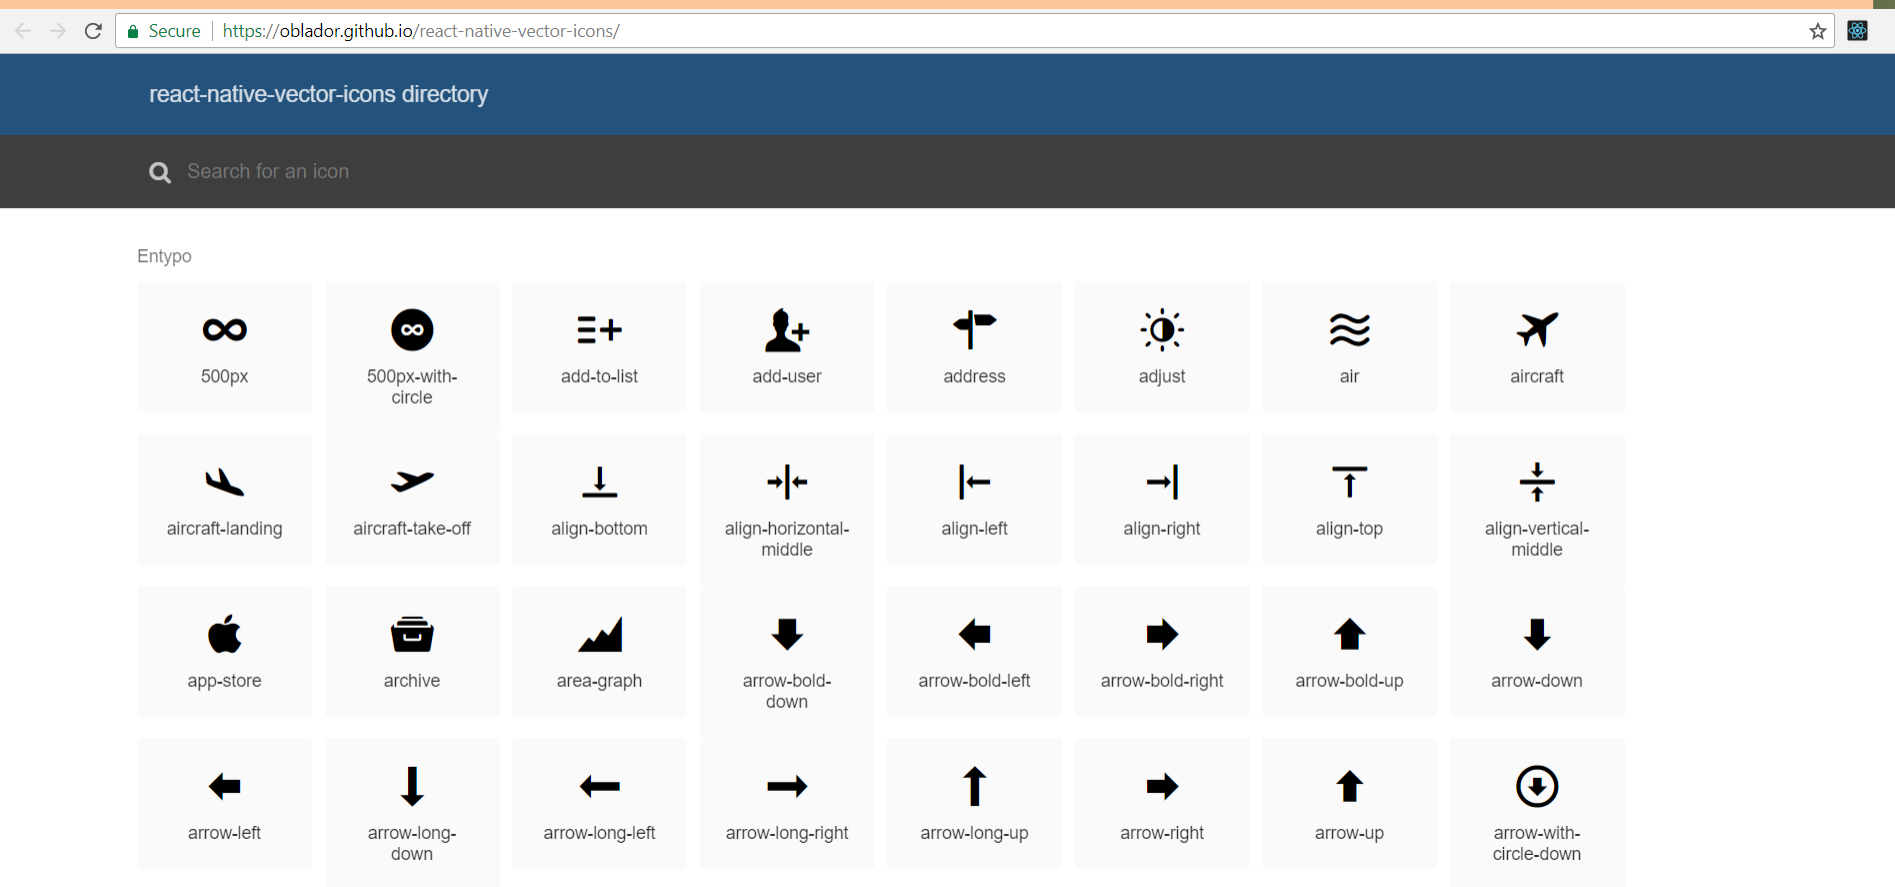 Secure https://oblador.github.io/react-native-vector-icons/
react-native-vector-icons directory
Search for an icon
Entypo
500px 500px-with- add-to-list add-user address adjust air aircraft
circle
aircraft-landing aircraft-take-off align-bottom align-horizontal- align-left align-right align-top align-vertical-
middle middle
app-store archive area-graph arrow-bold- arrow-bold-left arrow-bold-right arrow-bold-up arrow-down
down
arrow-left arrow-long- arrow-long-left arrow-long-right arrow-long-up arrow-right arrow-up arrow-with-
down circle-down